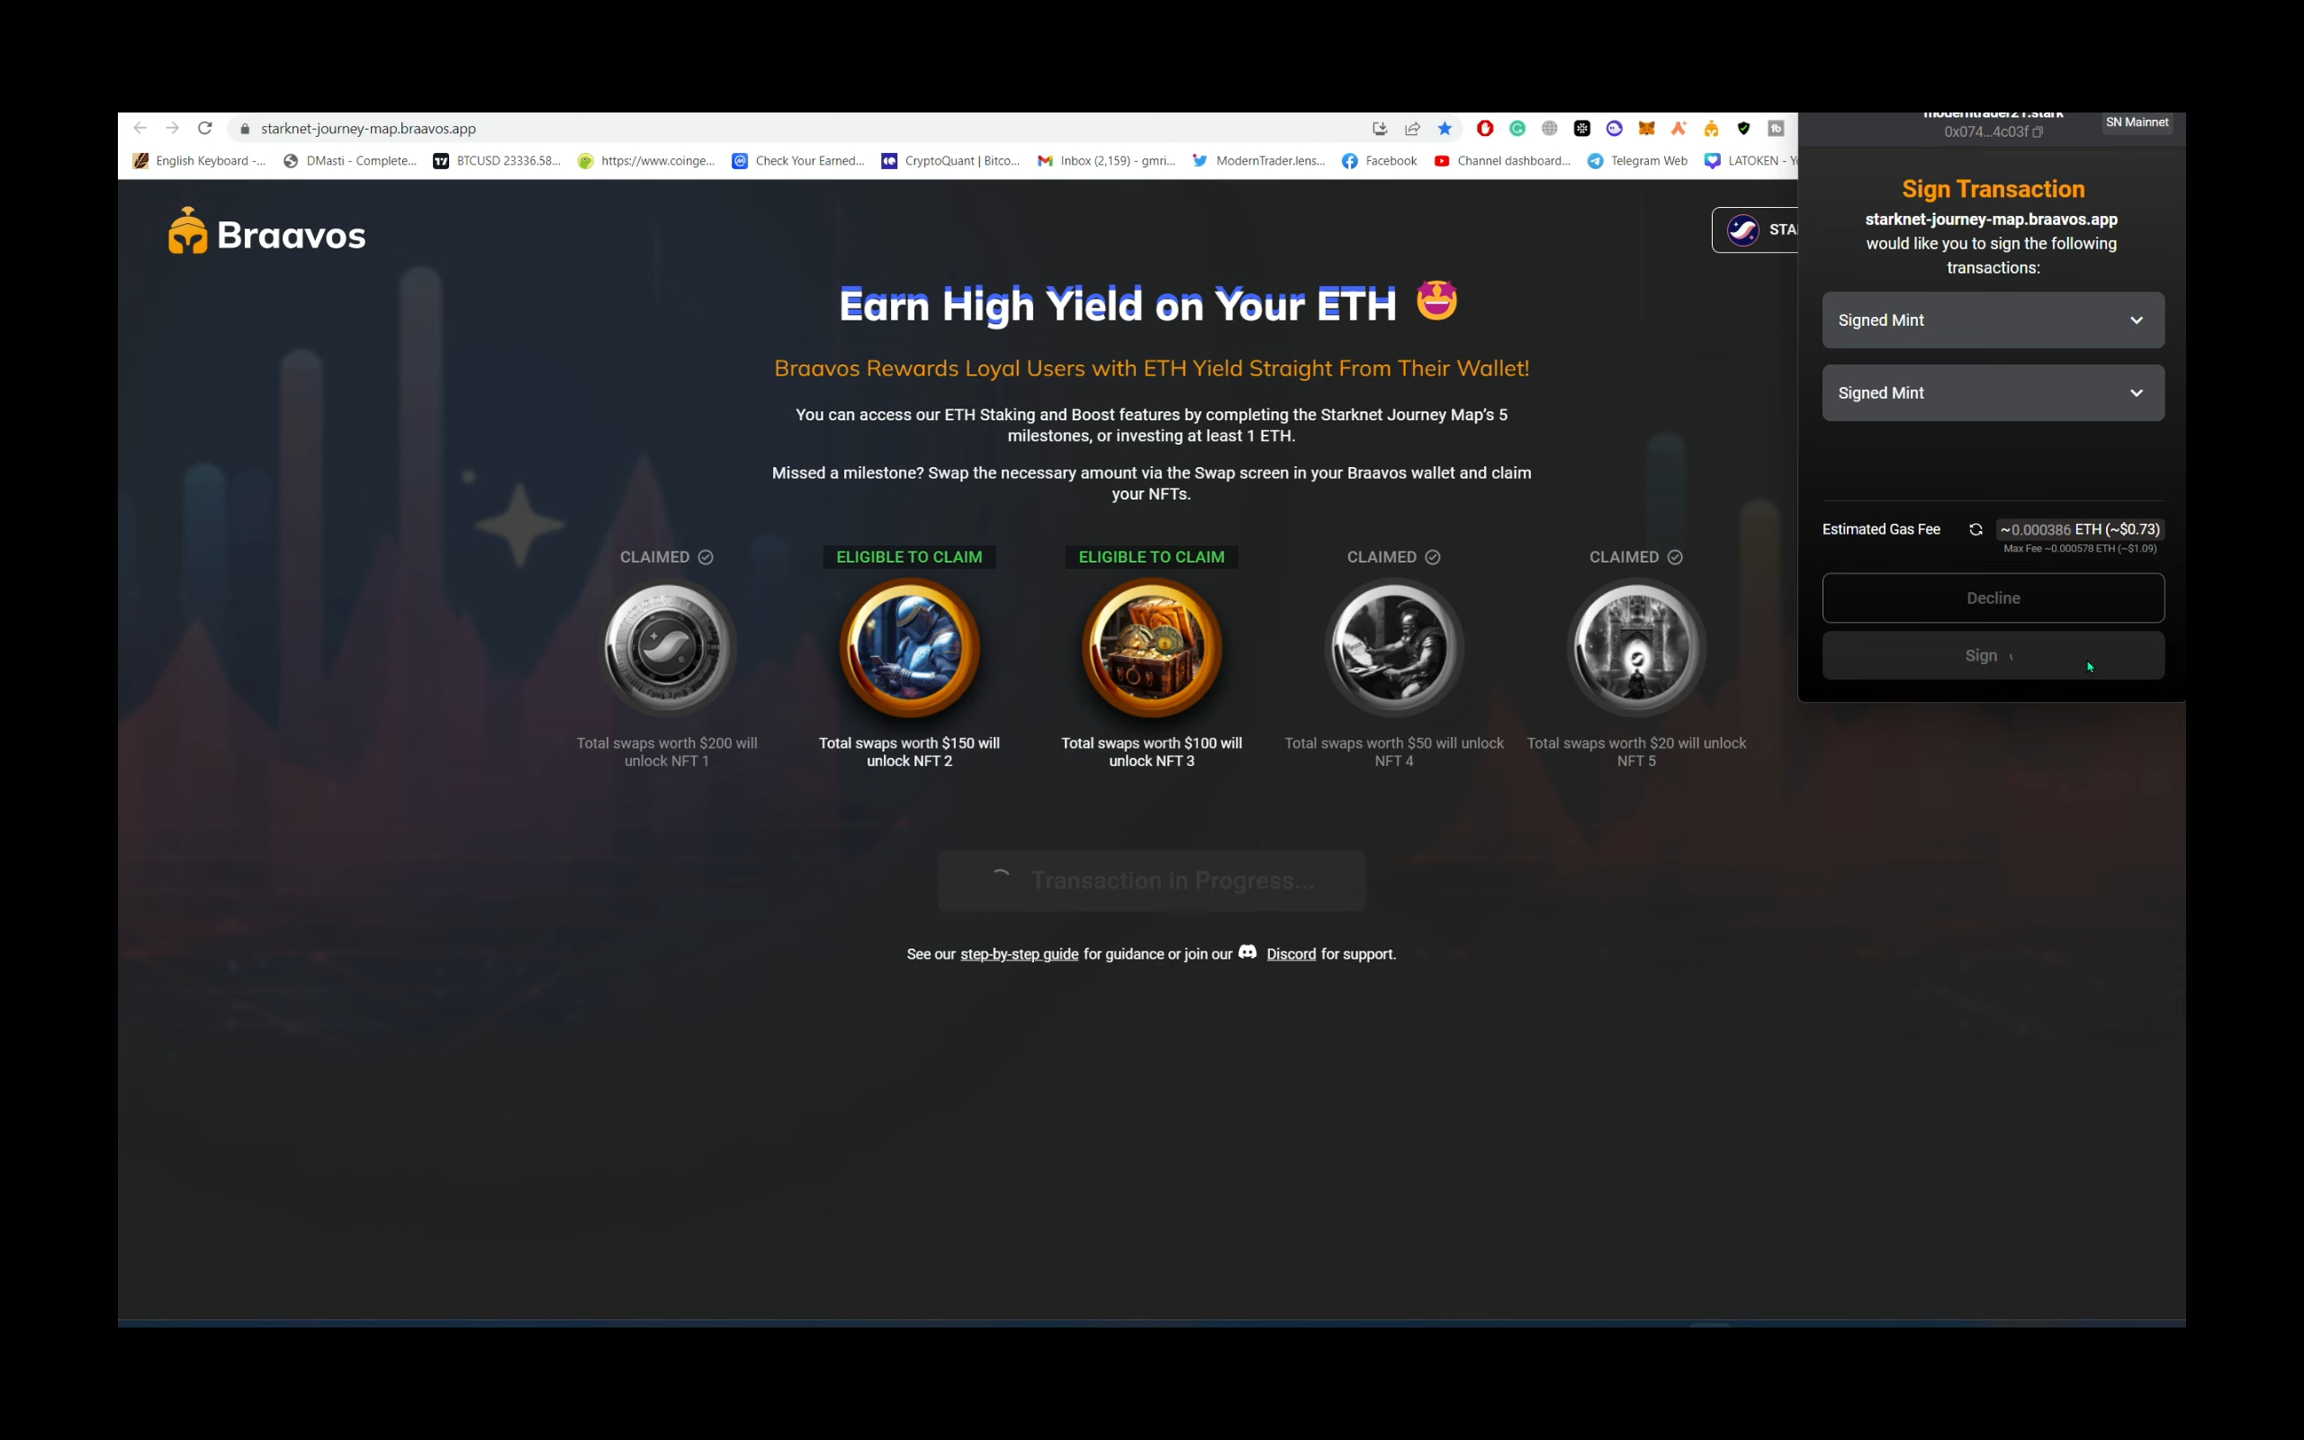 starknet-journey-map.braavos.app
English Keyboard -...
DMasti - Complete...
BTCUSD 23336.58...
https://www.coinge...
Check Your Earned...
CryptoQuant | Bitco...
Inbox (2,159) - gmri...
ModernTrader.lens...
Facebook
Channel dashboard...
Telegram Web
LATOKEN -
Braavos
STA
Earn High Yield on Your ETH
Braavos Rewards Loyal Users with ETH Yield Straight From Their Wallet!
You can access our ETH Staking and Boost features by completing the Starknet Journey Map's 5
milestones, or investing at least 1 ETH.
Missed a milestone? Swap the necessary amount via the Swap screen in your Braavos wallet and claim
your NFTs.
CLAIMED
ELIGIBLE TO CLAIM
ELIGIBLE TO CLAIM
CLAIMED
CLAIMED
Total swaps worth $200 will
unlock NFT 1
Total swaps worth $150 will
unlock NFT 2
Total swaps worth $100 will
unlock NFT 3
Total swaps worth $50 will unlock
NFT 4
Total swaps worth $20 will unlock
NFT 5
Transaction in Progress...
See our step-by-step guide for guidance or join our Discord for support.
moderntrader21.stark
0x074...4c03f
SN Mainnet
Sign Transaction
starknet-journey-map.braavos.app
would like you to sign the following
transactions:
Signed Mint
Signed Mint
Estimated Gas Fee
~0.000386 ETH (~$0.73)
Max Fee ~0.000578 ETH (~$1.09)
Decline
Sign